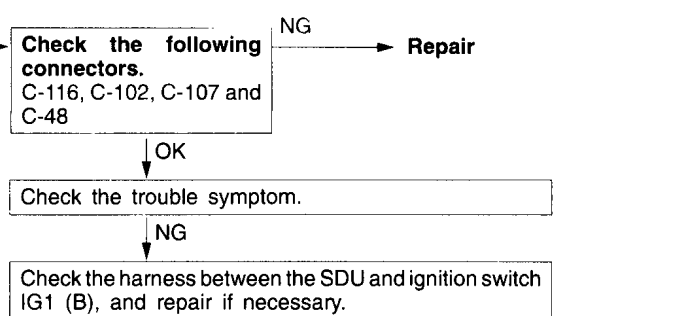 NG
Check the following
connectors.
C-116, C-102, C-107 and
C-48
Repair
OK
Check the trouble symptom.
NG
Check the harness between the SDU and ignition switch
IG1 (B), and repair if necessary.